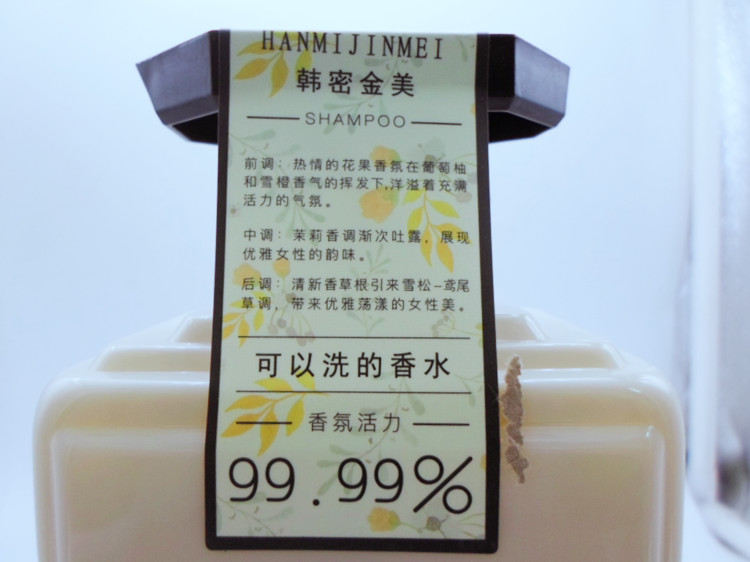 HANMIJINMEI
韩密金美
SHAMPOO
前调：热情的花果香氛在葡萄柚
和雪橙香气的挥发下,洋溢着充满
活力的气氛。
中调：茉莉香调渐次吐露，展现
优雅女性的韵味。
后调：清新香草根引来雪松-鸢尾
草调，带来优雅荡漾的女性美。
可以洗的香水
香氛活力
99.99%